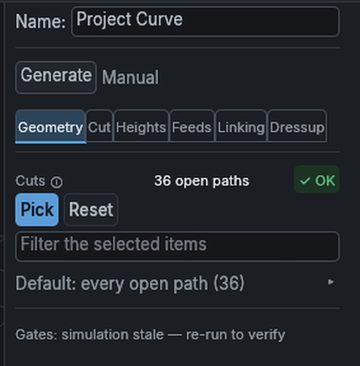 Name: Project Curve
Generate Manual
Geometry Cut Heights Feeds Linking Dressup
Cuts 36 open paths ✓ OK
Pick Reset
Filter the selected items
Default: every open path (36)
Gates: simulation stale — re-run to verify